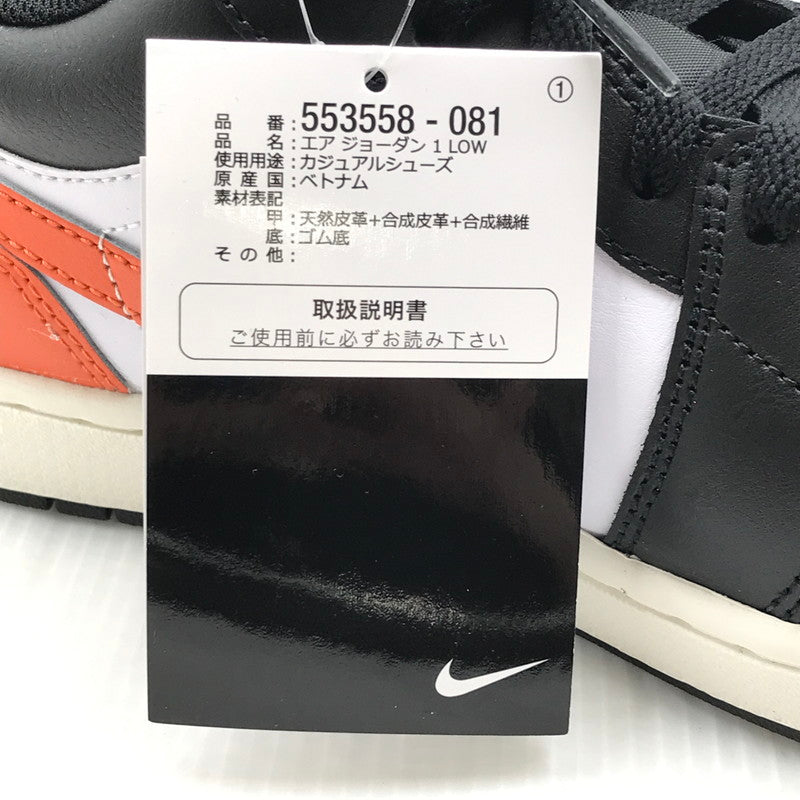 ①
品番：553558 - 081
品名：エア ジョーダン 1 LOW
使用用途：カジュアルシューズ
原産国：ベトナム
素材表記
甲：天然皮革+合成皮革+合成繊維
底：ゴム底
その他：
取扱説明書
ご使用前に必ずお読み下さい